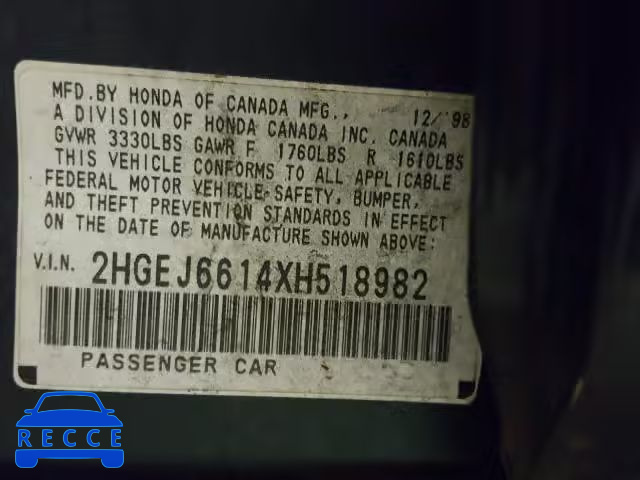 MFD.BY HONDA OF CANADA MFG., 12/'98
A DIVISION OF HONDA CANADA INC. CANADA
GVWR 3330LBS GAWR F 1760LBS R 1610LBS
THIS VEHICLE CONFORMS TO ALL APPLICABLE
FEDERAL MOTOR VEHICLE SAFETY, BUMPER,
AND THEFT PREVENTION STANDARDS IN EFFECT
ON THE DATE OF MANUFACTURE SHOWN ABOVE:
V.I.N. 2HGEJ6614XH518982
PASSENGER CAR
RECCE